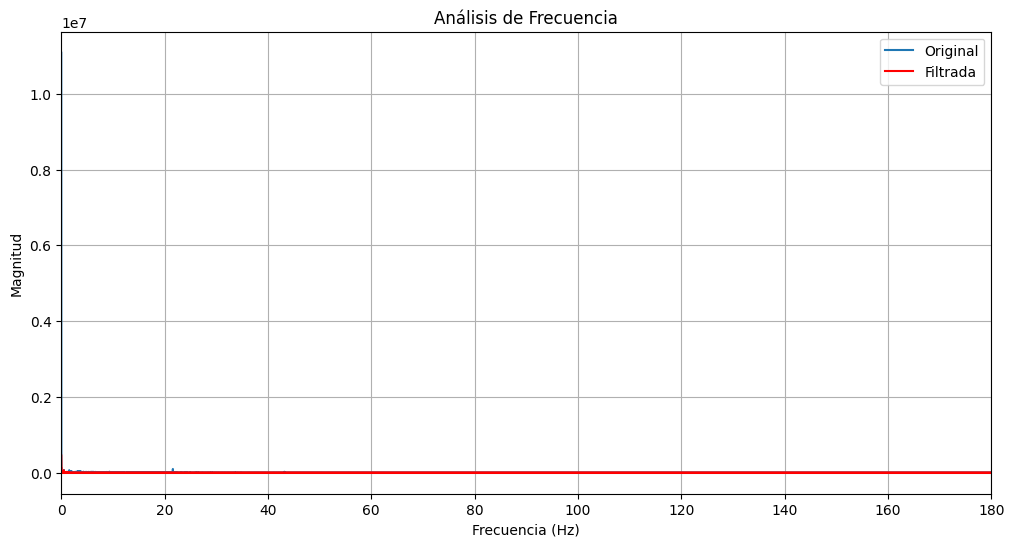 Análisis de Frecuencia
1e7
Original
Filtrada
1.0
0.8
0.6
0.4
0.2
0.0
Magnitud
0 20 40 60 80 100 120 140 160 180
Frecuencia (Hz)